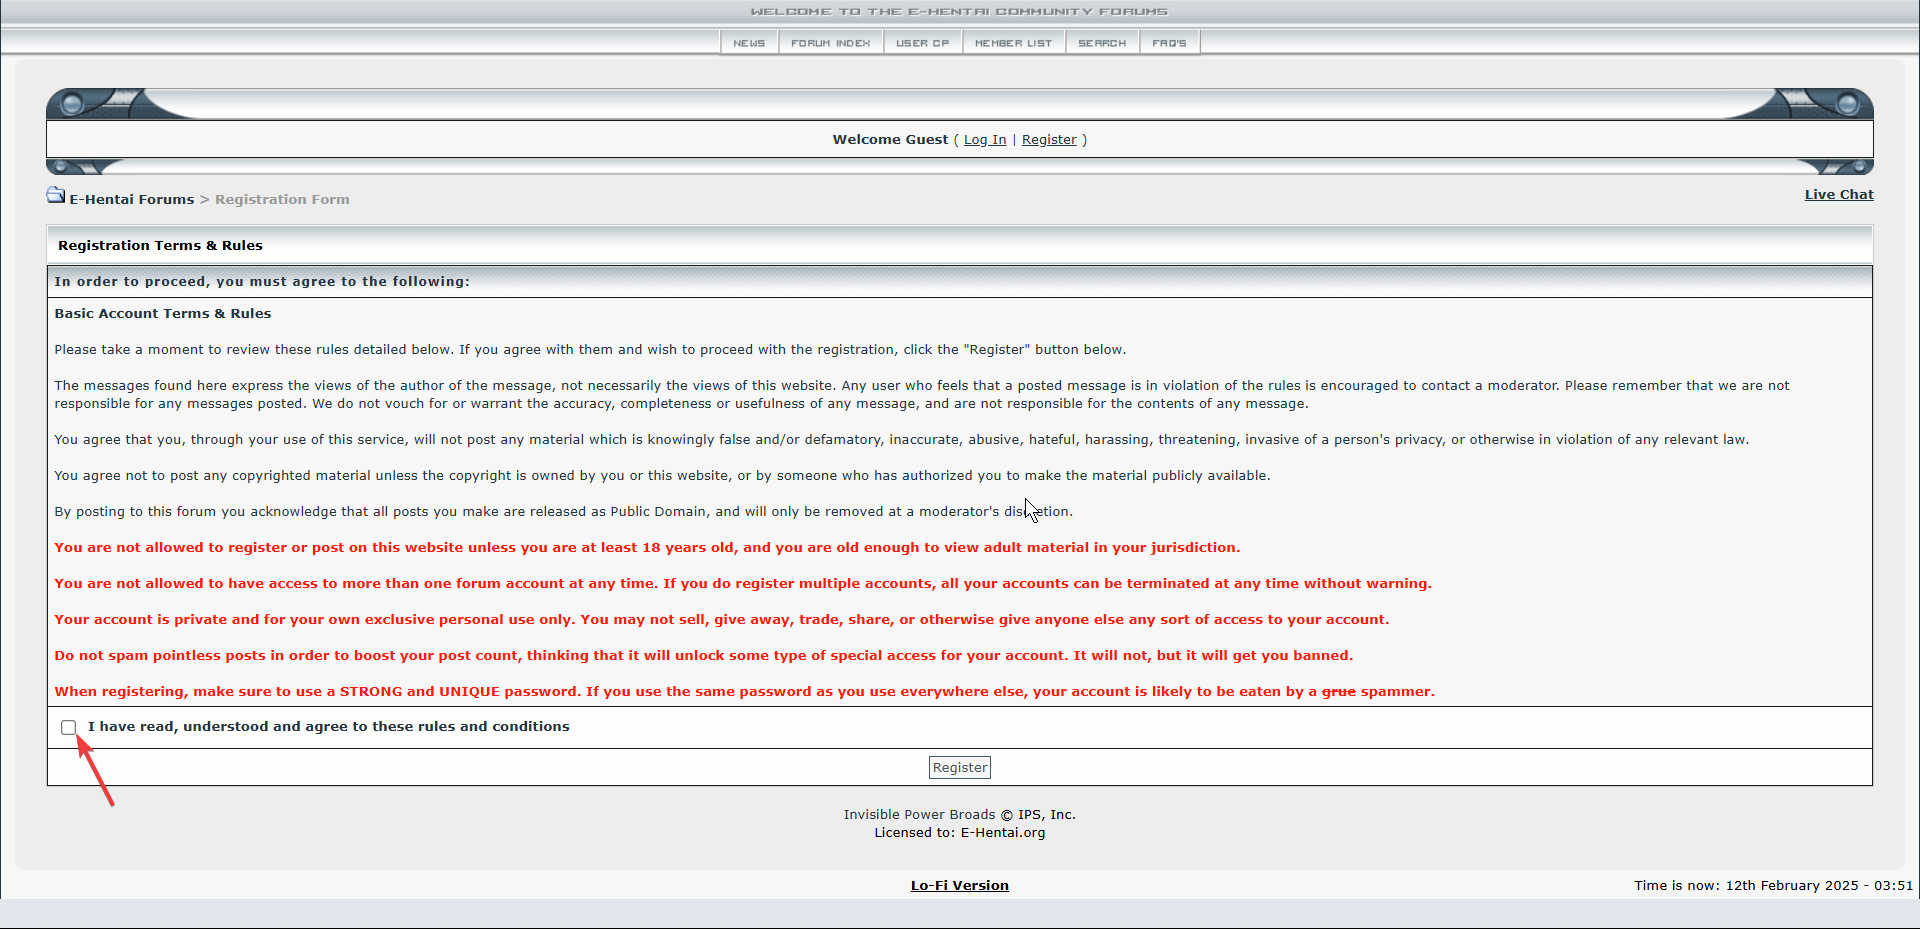 WELCOME TO THE E-HENTAI COMMUNITY FORUMS
NEWS FORUM INDEX USER CP MEMBER LIST SEARCH FAQ'S
Welcome Guest ( Log In | Register )
E-Hentai Forums > Registration Form
Live Chat
Registration Terms & Rules
In order to proceed, you must agree to the following:
Basic Account Terms & Rules
Please take a moment to review these rules detailed below. If you agree with them and wish to proceed with the registration, click the "Register" button below.
The messages found here express the views of the author of the message, not necessarily the views of this website. Any user who feels that a posted message is in violation of the rules is encouraged to contact a moderator. Please remember that we are not
responsible for any messages posted. We do not vouch for or warrant the accuracy, completeness or usefulness of any message, and are not responsible for the contents of any message.
You agree that you, through your use of this service, will not post any material which is knowingly false and/or defamatory, inaccurate, abusive, hateful, harassing, threatening, invasive of a person's privacy, or otherwise in violation of any relevant law.
You agree not to post any copyrighted material unless the copyright is owned by you or this website, or by someone who has authorized you to make the material publicly available.
By posting to this forum you acknowledge that all posts you make are released as Public Domain, and will only be removed at a moderator's discretion.
You are not allowed to register or post on this website unless you are at least 18 years old, and you are old enough to view adult material in your jurisdiction.
You are not allowed to have access to more than one forum account at any time. If you do register multiple accounts, all your accounts can be terminated at any time without warning.
Your account is private and for your own exclusive personal use only. You may not sell, give away, trade, share, or otherwise give anyone else any sort of access to your account.
Do not spam pointless posts in order to boost your post count, thinking that it will unlock some type of special access for your account. It will not, but it will get you banned.
When registering, make sure to use a STRONG and UNIQUE password. If you use the same password as you use everywhere else, your account is likely to be eaten by a grue spammer.
I have read, understood and agree to these rules and conditions
Register
Invisible Power Broads © IPS, Inc.
Licensed to: E-Hentai.org
Lo-Fi Version
Time is now: 12th February 2025 - 03:51